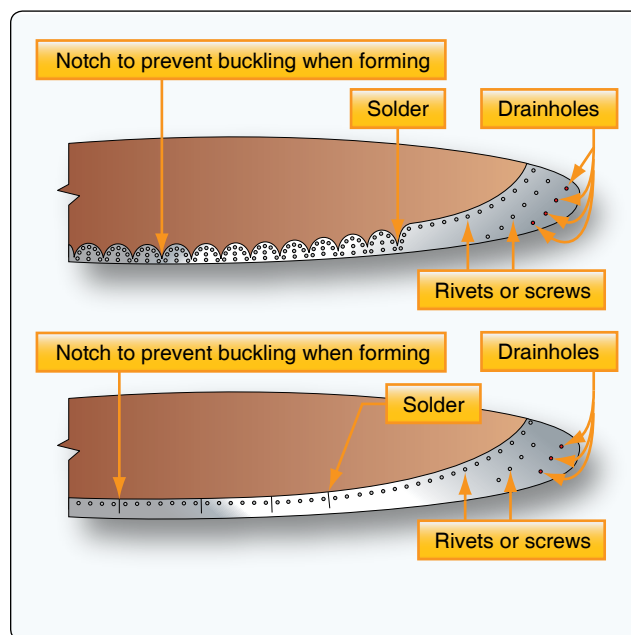 Notch to prevent buckling when forming
Solder
Drainholes
Rivets or screws
Notch to prevent buckling when forming
Drainholes
Solder
Rivets or screws